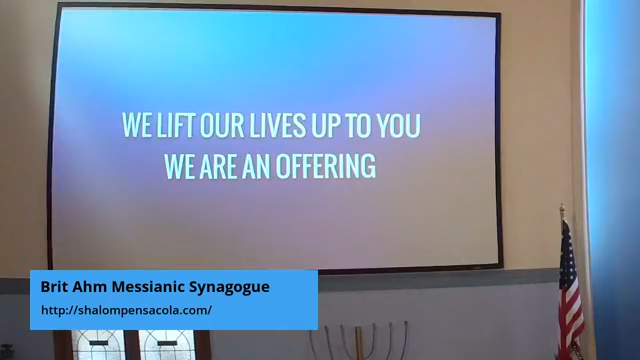 WE LIFT OUR LIVES UP TO YOU
WE ARE AN OFFERING
Brit Ahm Messianic Synagogue
http://shalompensacola.com/